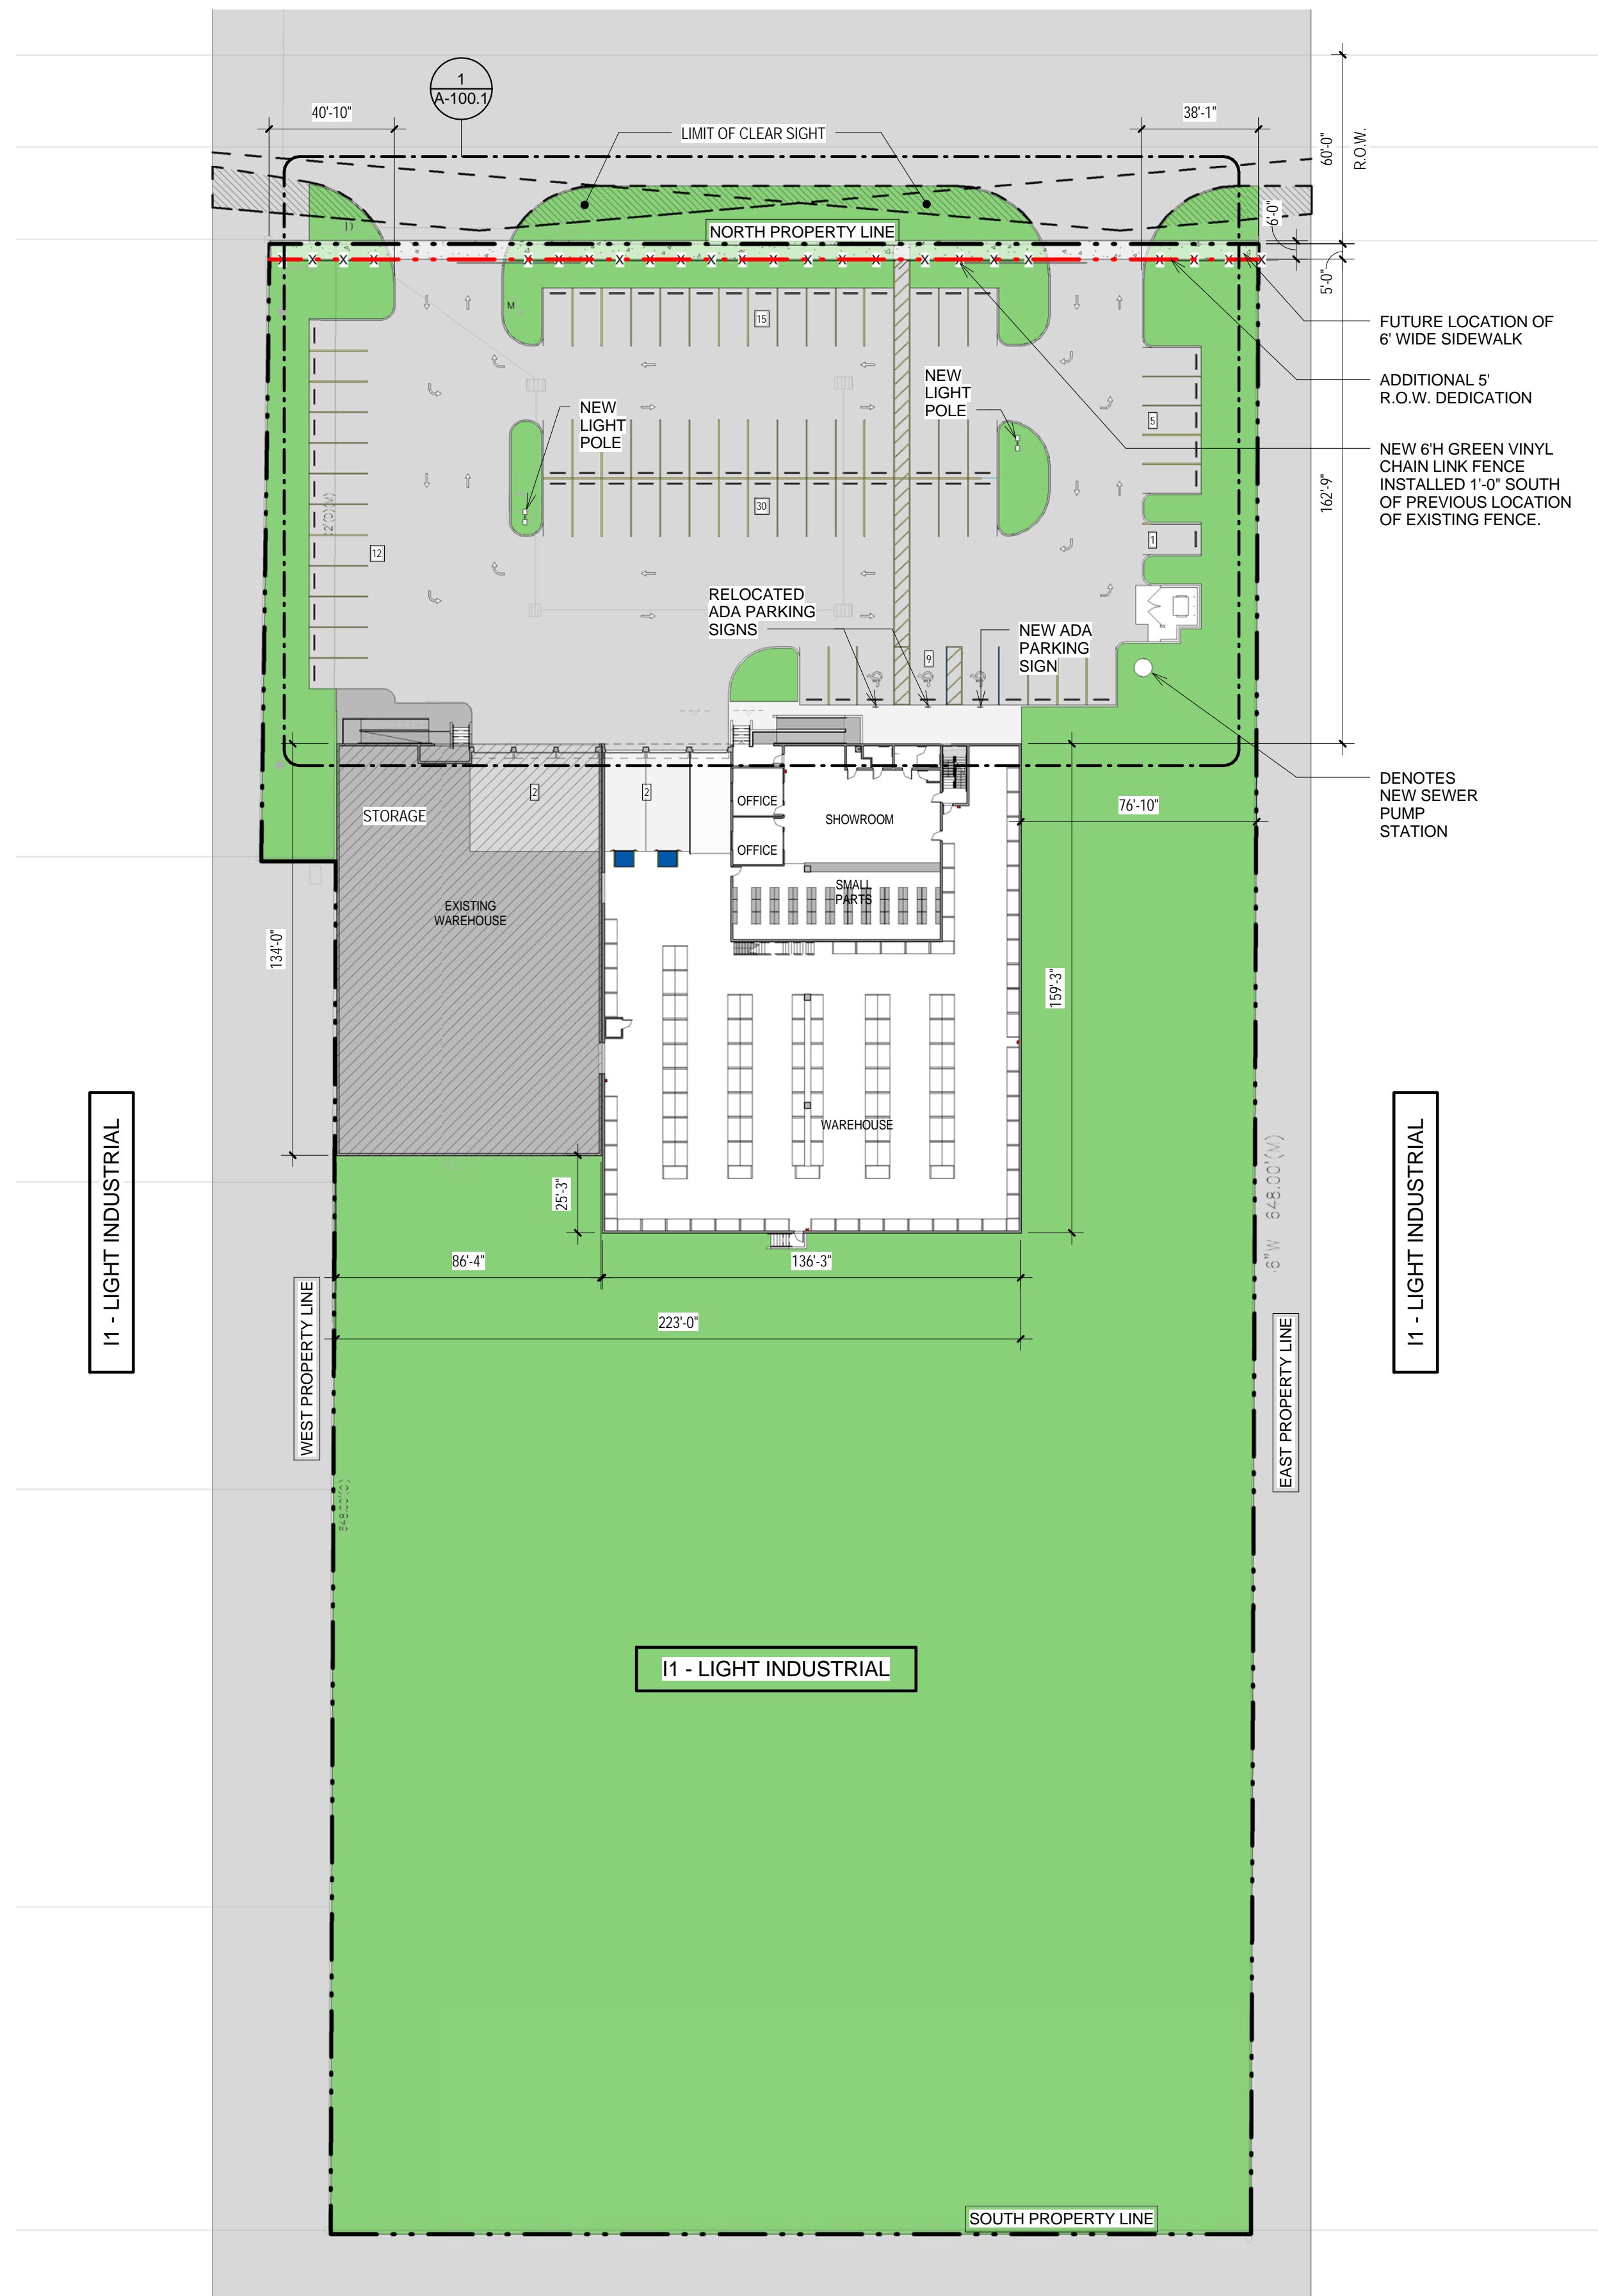 1
A-100.1
40'-10"
38'-1"
LIMIT OF CLEAR SIGHT
60'-0"
R.O.W.
6'-0"
D
NORTH PROPERTY LINE
X X X X X X X X X X X X X X X X X X X X X X X
5'-0"
M
15
FUTURE LOCATION OF
6' WIDE SIDEWALK
ADDITIONAL 5'
R.O.W. DEDICATION
NEW
LIGHT
POLE
NEW
LIGHT
POLE
5
NEW 6'H GREEN VINYL
CHAIN LINK FENCE
INSTALLED 1'-0" SOUTH
OF PREVIOUS LOCATION
OF EXISTING FENCE.
162'-9"
30
12
1
RELOCATED
ADA PARKING
SIGNS
NEW ADA
PARKING
SIGN
9
DENOTES
NEW SEWER
PUMP
STATION
STORAGE
2
2
OFFICE
OFFICE
SHOWROOM
76'-10"
SMALL
PARTS
EXISTING
WAREHOUSE
134'-0"
159'-3"
WAREHOUSE
25'-3"
86'-4"
136'-3"
223'-0"
I1 - LIGHT INDUSTRIAL
I1 - LIGHT INDUSTRIAL
6"W 648.00'(M)
WEST PROPERTY LINE
EAST PROPERTY LINE
648.00'(D)
I1 - LIGHT INDUSTRIAL
SOUTH PROPERTY LINE